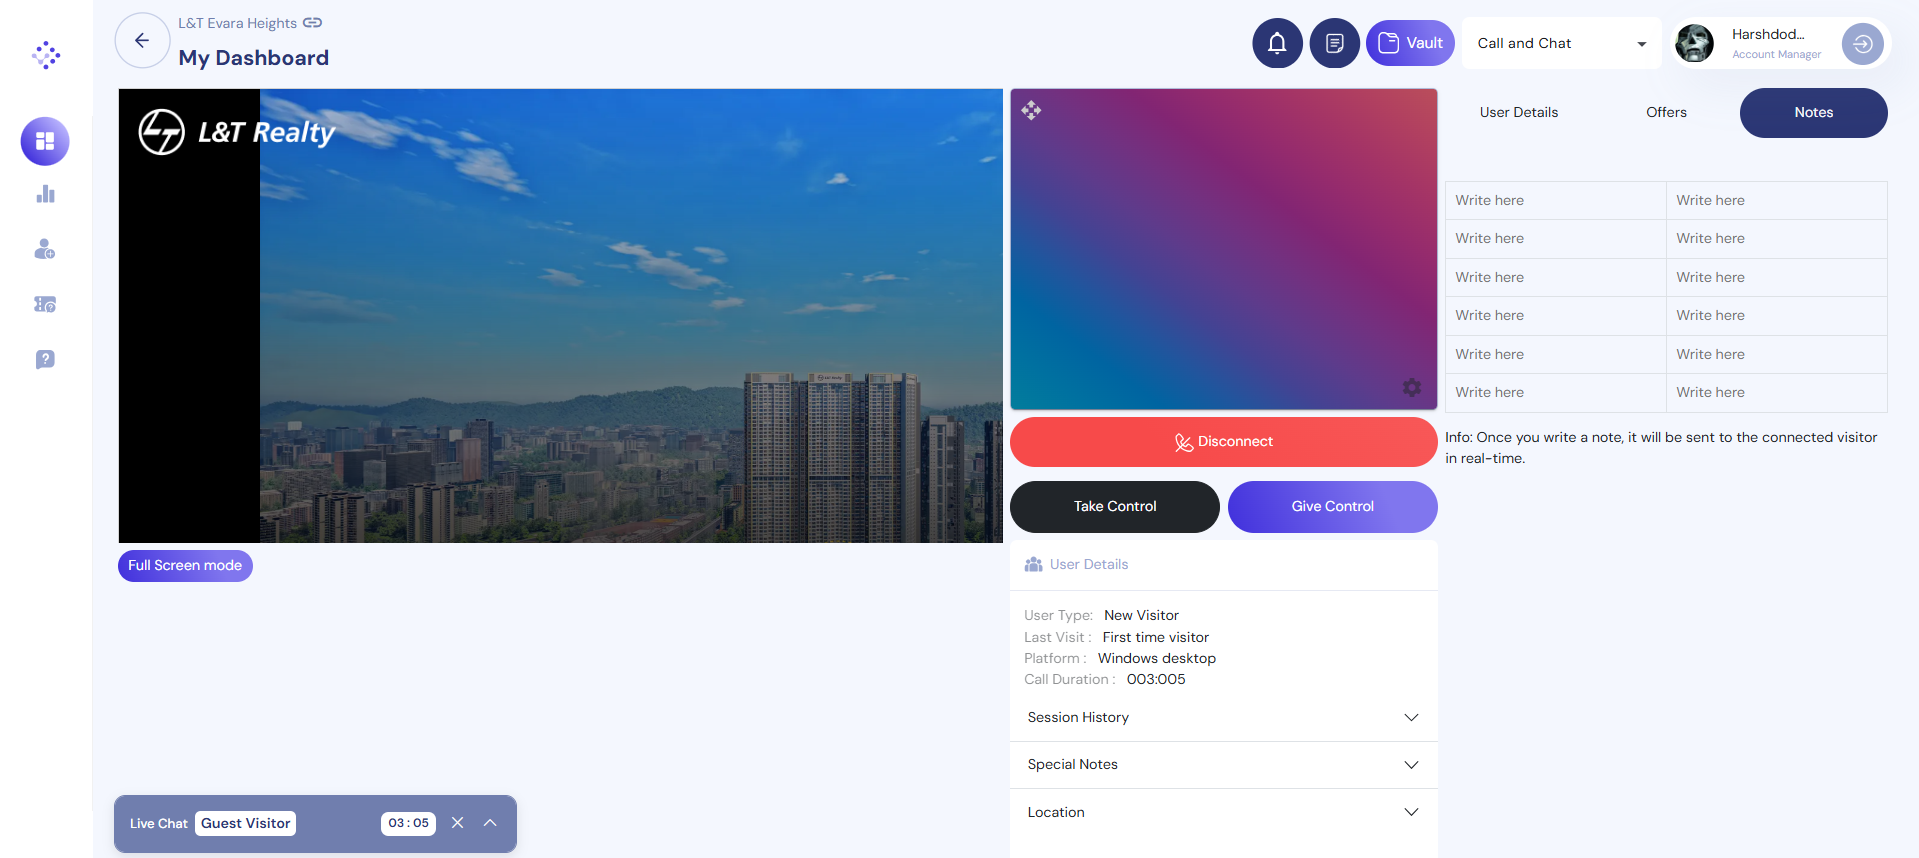 L&T Evara Heights
My Dashboard
Vault
Call and Chat
Harshdod...
Account Manager
L&T Realty
L&T Realty
Full Screen mode
Disconnect
Take Control
Give Control
User Details
User Type: New Visitor
Last Visit : First time visitor
Platform : Windows desktop
Call Duration : 003:005
Session History
Special Notes
Location
User Details
Offers
Notes
Write here
Write here
Write here
Write here
Write here
Write here
Write here
Write here
Write here
Write here
Write here
Write here
Info: Once you write a note, it will be sent to the connected visitor
in real-time.
Live Chat
Guest Visitor
03 : 05